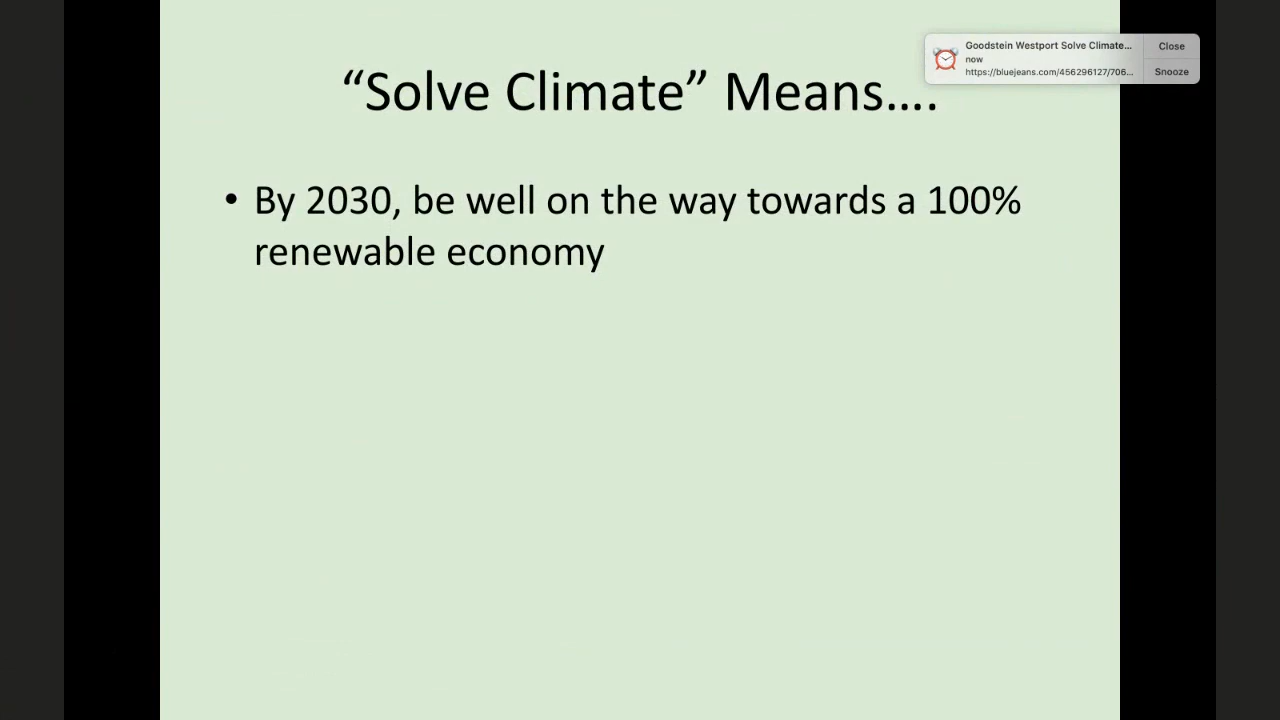 “Solve Climate” Means….
• By 2030, be well on the way towards a 100%
renewable economy
Goodstein Westport Solve Climate...
now
https://bluejeans.com/456296127/706...
Close
Snooze